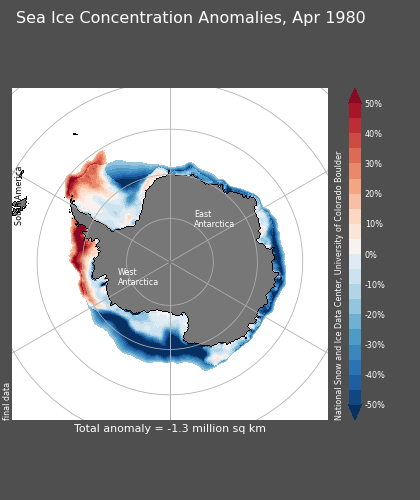 Sea Ice Concentration Anomalies, Apr 1980
South America
East
Antarctica
West
Antarctica
final data
50%
40%
30%
20%
10%
0%
-10%
-20%
-30%
-40%
-50%
National Snow and Ice Data Center, University of Colorado Boulder
Total anomaly = -1.3 million sq km